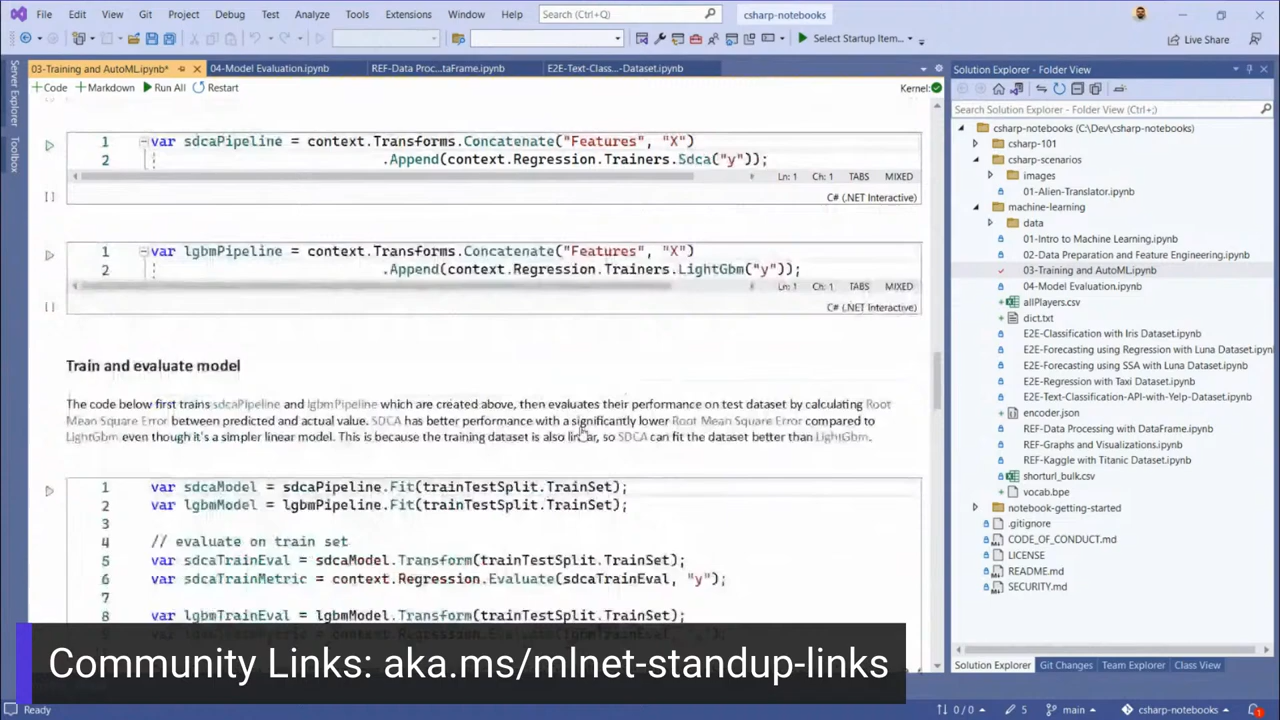 File Edit View Git Project Debug Test Analyze Tools Extensions Window Help Search (Ctrl+Q) csharp-notebooks
Select Startup Item... Live Share
Server Explorer
Toolbox
03-Training and AutoML.ipynb* 04-Model Evaluation.ipynb REF-Data Proc...taFrame.ipynb E2E-Text-Class...-Dataset.ipynb
+ Code + Markdown Run All Restart Kernel:
1 var sdcaPipeline = context.Transforms.Concatenate("Features", "X")
2 .Append(context.Regression.Trainers.Sdca("y"));
Ln: 1 Ch: 1 TABS MIXED
[ ] C# (.NET Interactive)
1 var lgbmPipeline = context.Transforms.Concatenate("Features", "X")
2 .Append(context.Regression.Trainers.LightGbm("y"));
Ln: 1 Ch: 1 TABS MIXED
[ ] C# (.NET Interactive)
Train and evaluate model
The code below first trains sdcaPipeline and lgbmPipeline which are created above, then evaluates their performance on test dataset by calculating Root
Mean Square Error between predicted and actual value. SDCA has better performance with a significantly lower Root Mean Square Error compared to
LightGbm even though it's a simpler linear model. This is because the training dataset is also linear, so SDCA can fit the dataset better than LightGbm.
1 var sdcaModel = sdcaPipeline.Fit(trainTestSplit.TrainSet);
2 var lgbmModel = lgbmPipeline.Fit(trainTestSplit.TrainSet);
3
4 // evaluate on train set
5 var sdcaTrainEval = sdcaModel.Transform(trainTestSplit.TrainSet);
6 var sdcaTrainMetric = context.Regression.Evaluate(sdcaTrainEval, "y");
7
8 var lgbmTrainEval = lgbmModel.Transform(trainTestSplit.TrainSet);
Solution Explorer - Folder View
Search Solution Explorer - Folder View (Ctrl+;)
csharp-notebooks (C:\Dev\csharp-notebooks)
csharp-101
csharp-scenarios
images
01-Alien-Translator.ipynb
machine-learning
data
01-Intro to Machine Learning.ipynb
02-Data Preparation and Feature Engineering.ipynb
03-Training and AutoML.ipynb
04-Model Evaluation.ipynb
allPlayers.csv
dict.txt
E2E-Classification with Iris Dataset.ipynb
E2E-Forecasting using Regression with Luna Dataset.ipynb
E2E-Forecasting using SSA with Luna Dataset.ipynb
E2E-Regression with Taxi Dataset.ipynb
E2E-Text-Classification-API-with-Yelp-Dataset.ipynb
encoder.json
REF-Data Processing with DataFrame.ipynb
REF-Graphs and Visualizations.ipynb
REF-Kaggle with Titanic Dataset.ipynb
shorturl_bulk.csv
vocab.bpe
notebook-getting-started
.gitignore
CODE_OF_CONDUCT.md
LICENSE
README.md
SECURITY.md
Solution Explorer Git Changes Team Explorer Class View
Community Links: aka.ms/mlnet-standup-links
Ready 0 / 0 5 main csharp-notebooks 1